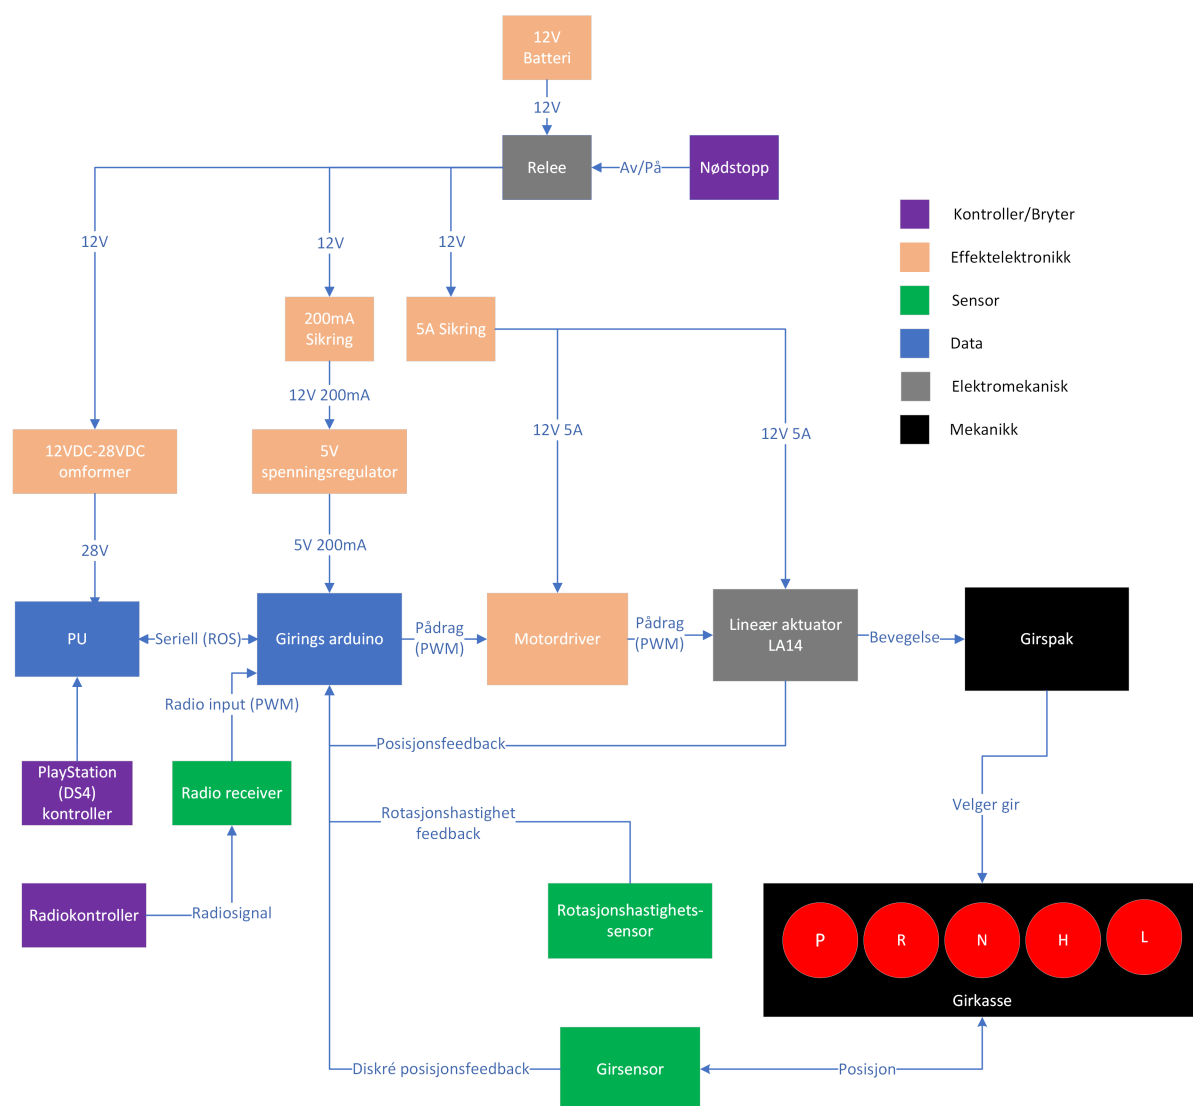 12V
Batteri
12V
Relee
Av/På
Nødstopp
Kontroller/Bryter
Effektelektronikk
Sensor
Data
Elektromekanisk
Mekanikk
12V
12V
12V
200mA
Sikring
5A Sikring
12V 200mA
12V 5A
12V 5A
12VDC-28VDC
omformer
5V
spenningsregulator
28V
5V 200mA
PU
Seriell (ROS)
Girings arduino
Pådrag
(PWM)
Motordriver
Pådrag
(PWM)
Lineær aktuator
LA14
Bevegelse
Girspak
Radio input (PWM)
Posisjonsfeedback
PlayStation
(DS4)
kontroller
Radio receiver
Rotasjonshastighet
feedback
Velger gir
Radiokontroller
Radiosignal
Rotasjonshastighets-
sensor
P
R
N
H
L
Girkasse
Diskré posisjonsfeedback
Girsensor
Posisjon